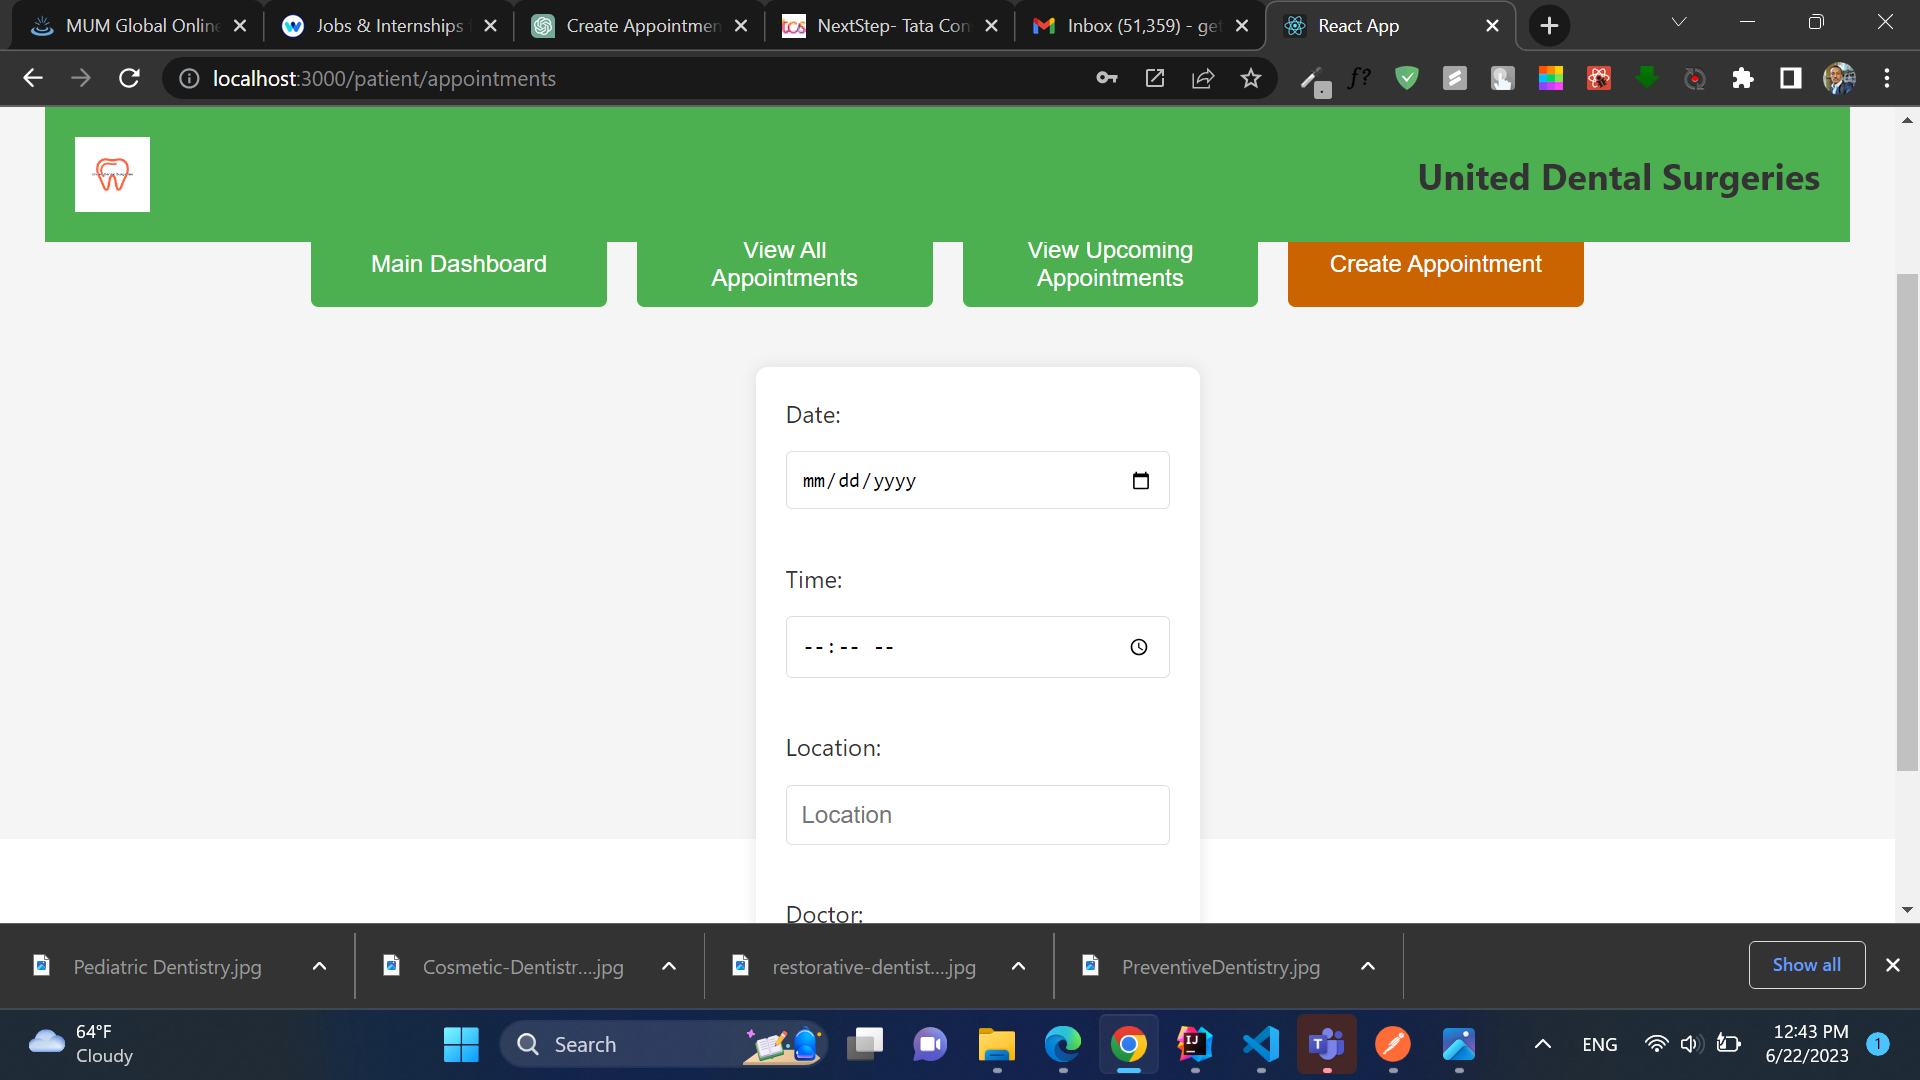 MUM Global Online
Jobs & Internships
Create Appointmen
NextStep- Tata Con
Inbox (51,359) - get
React App
localhost:3000/patient/appointments
United Dental Surgeries
Main Dashboard
View All
Appointments
View Upcoming
Appointments
Create Appointment
Date:
mm/dd/yyyy
Time:
--:-- --
Location:
Location
Doctor:
Pediatric Dentistry.jpg
Cosmetic-Dentistr....jpg
restorative-dentist....jpg
PreventiveDentistry.jpg
Show all
64°F
Cloudy
Search
ENG
12:43 PM
6/22/2023
1